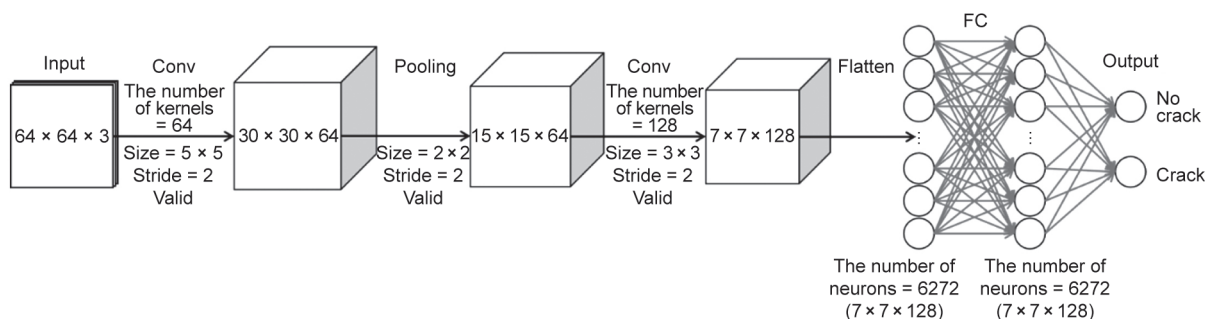 Input
64 × 64 × 3
Conv
The number
of kernels
= 64
Size = 5 × 5
Stride = 2
Valid
30 × 30 × 64
Pooling
Size = 2 × 2
Stride = 2
Valid
15 × 15 × 64
Conv
The number
of kernels
= 128
Size = 3 × 3
Stride = 2
Valid
7 × 7 × 128
Flatten
FC
Output
No
crack
Crack
The number of
neurons = 6272
(7 × 7 × 128)
The number of
neurons = 6272
(7 × 7 × 128)